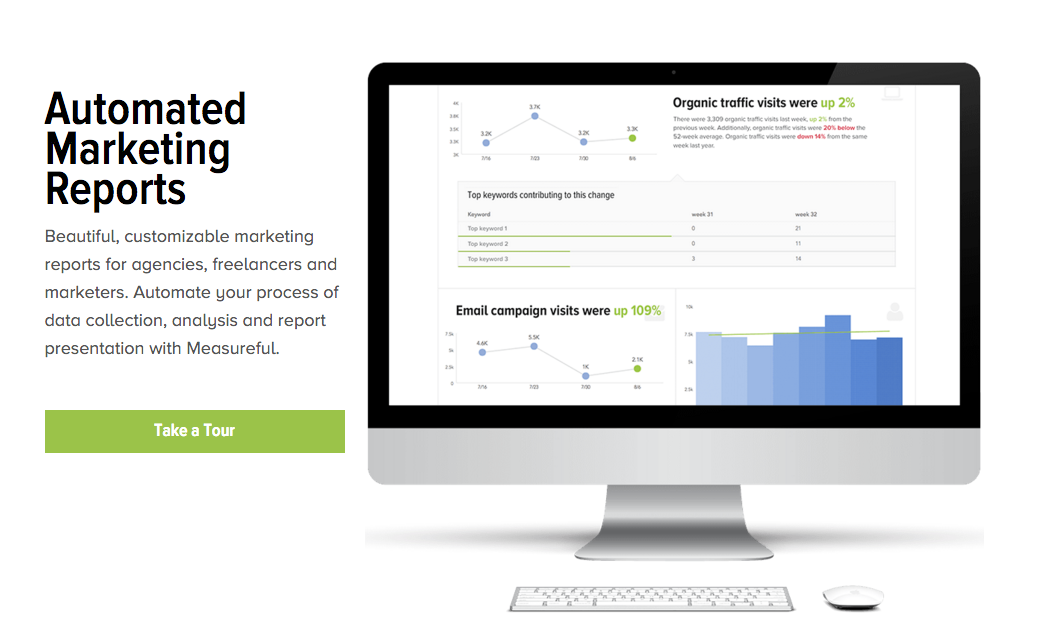 Automated
Marketing
Reports
Beautiful, customizable marketing
reports for agencies, freelancers and
marketers. Automate your process of
data collection, analysis and report
presentation with Measureful.
Take a Tour
4K
3.8K
3.5K
3.3K
3K
3.2K
3.7K
3.2K
3.3K
7/16
7/23
7/30
8/6
Organic traffic visits were up 2%
There were 3,309 organic traffic visits last week, up 2% from the
previous week. Additionally, organic traffic visits were 20% below the
52-week average. Organic traffic visits were down 14% from the same
week last year.
Top keywords contributing to this change
Keyword week 31 week 32
Top keyword 1 0 21
Top keyword 2 0 11
Top keyword 3 3 14
Email campaign visits were up 109%
7.5k
5k
2.5k
0
4.6K
5.5K
1K
2.1K
7/16
7/23
7/30
8/6
10k
7.5k
5k
2.5k